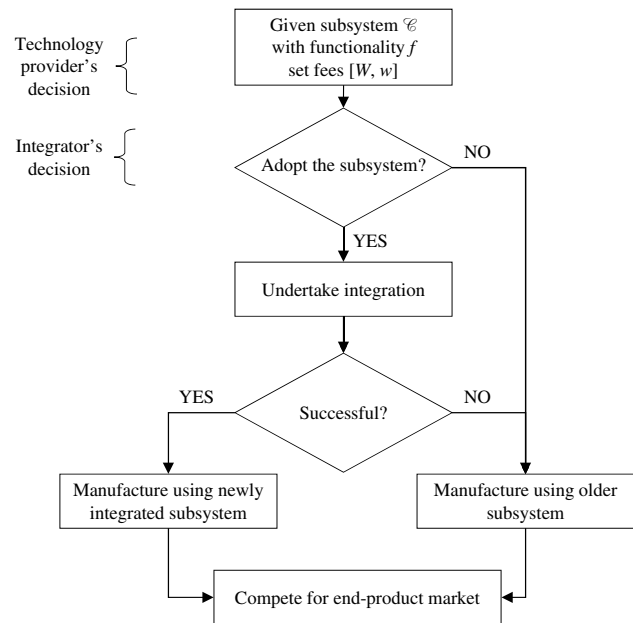 Technology
provider's
decision
Given subsystem 𝒞
with functionality f
set fees [W, w]
Integrator's
decision
Adopt the subsystem?
NO
YES
Undertake integration
YES
Successful?
NO
Manufacture using newly
integrated subsystem
Manufacture using older
subsystem
Compete for end-product market